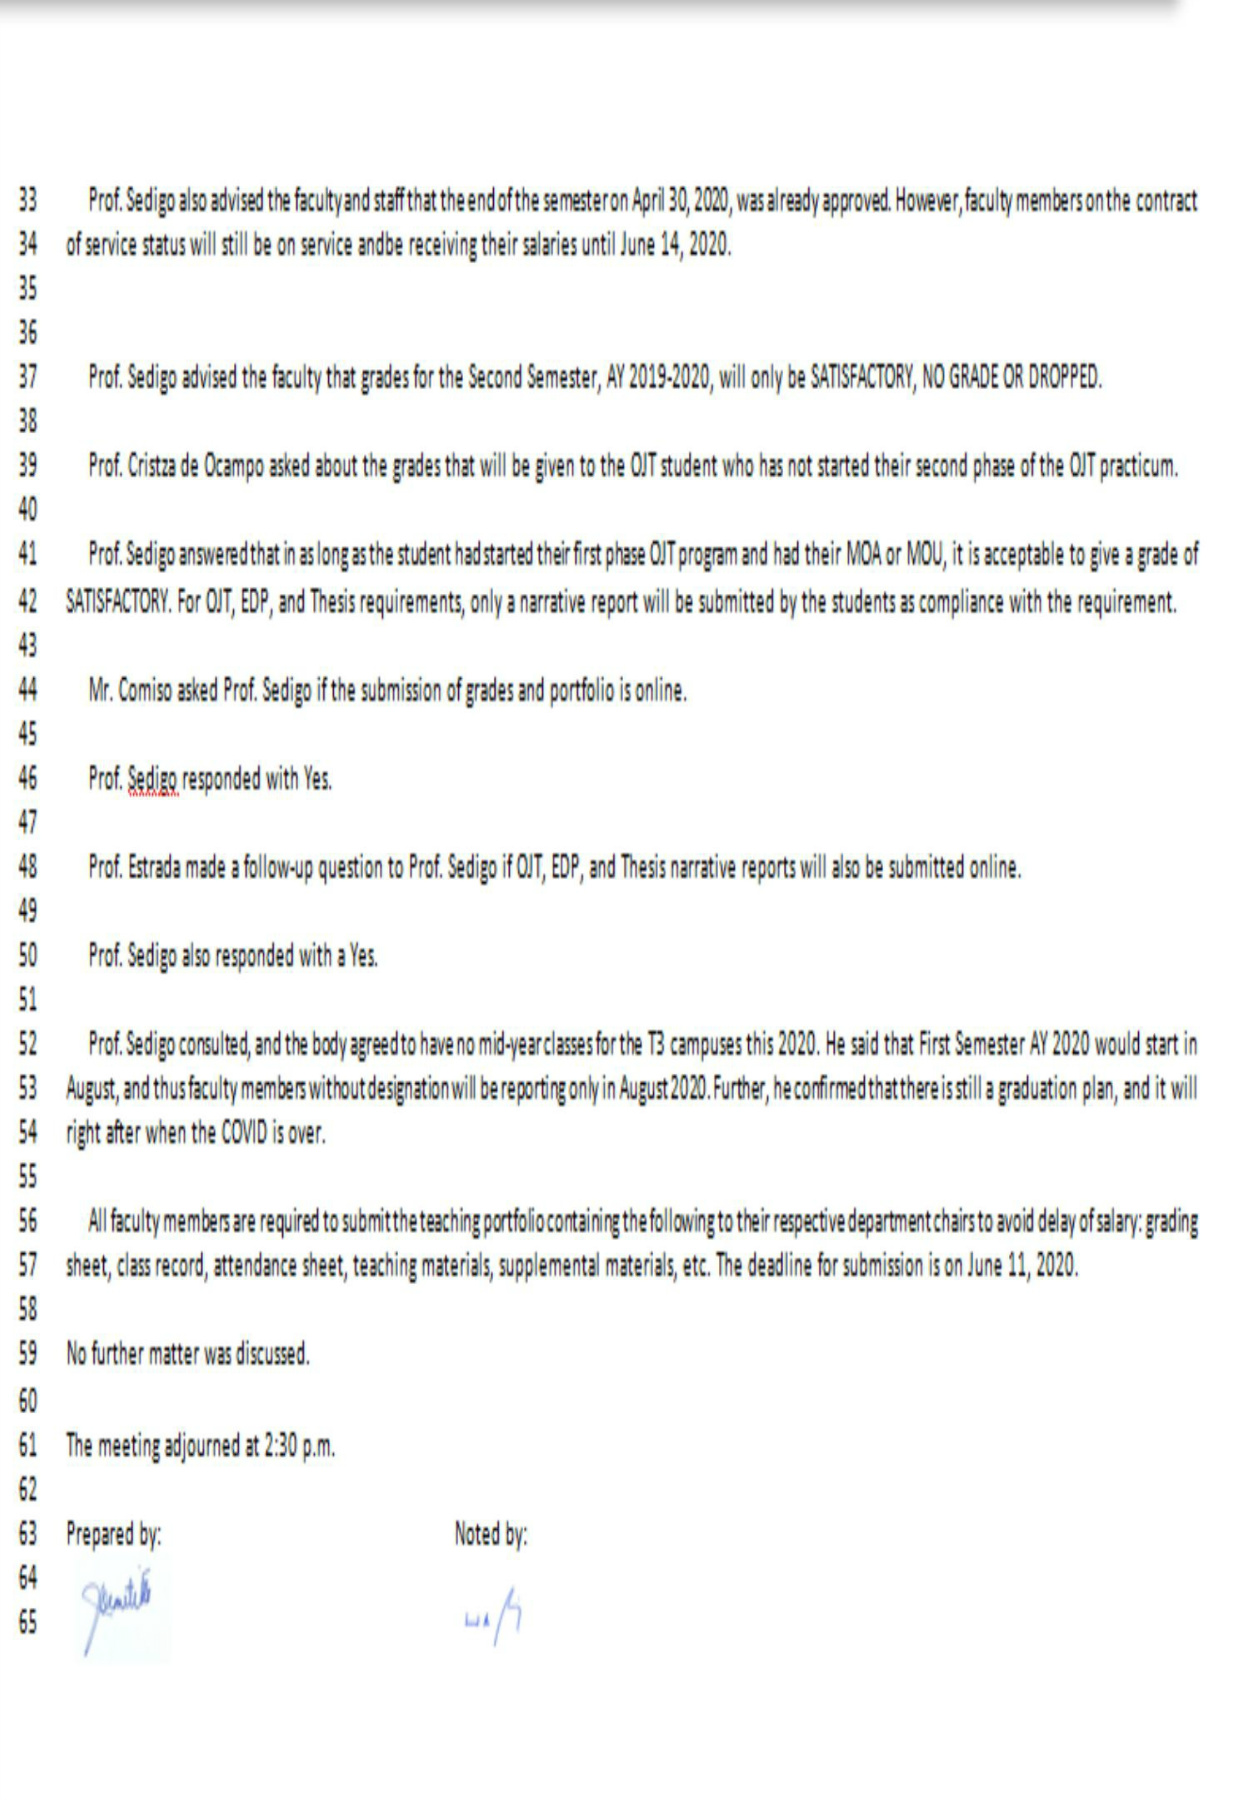 33 Prof. Sedigo also advised the faculty and staff that the end of the semester on April 30, 2020, was already approved. However, faculty members on the contract
34 of service status will still be on service andbe receiving their salaries until June 14, 2020.
35
36
37 Prof. Sedigo advised the faculty that grades for the Second Semester, AY 2019-2020, will only be SATISFACTORY, NO GRADE OR DROPPED.
38
39 Prof. Cristza de Ocampo asked about the grades that will be given to the OJT student who has not started their second phase of the OJT practicum.
40
41 Prof. Sedigo answered that in as long as the student had started their first phase OJT program and had their MOA or MOU, it is acceptable to give a grade of
42 SATISFACTORY. For OJT, EDP, and Thesis requirements, only a narrative report will be submitted by the students as compliance with the requirement.
43
44 Mr. Comiso asked Prof. Sedigo if the submission of grades and portfolio is online.
45
46 Prof. Sedigo responded with Yes.
47
48 Prof. Estrada made a follow-up question to Prof. Sedigo if OJT, EDP, and Thesis narrative reports will also be submitted online.
49
50 Prof. Sedigo also responded with a Yes.
51
52 Prof. Sedigo consulted, and the body agreed to have no mid-year classes for the T3 campuses this 2020. He said that First Semester AY 2020 would start in
53 August, and thus faculty members without designation will be reporting only in August 2020. Further, he confirmed that there is still a graduation plan, and it will
54 right after when the COVID is over.
55
56 All faculty members are required to submit the teaching portfolio containing the following to their respective department chairs to avoid delay of salary: grading
57 sheet, class record, attendance sheet, teaching materials, supplemental materials, etc. The deadline for submission is on June 11, 2020.
58
59 No further matter was discussed.
60
61 The meeting adjourned at 2:30 p.m.
62
63 Prepared by: Noted by:
64
65